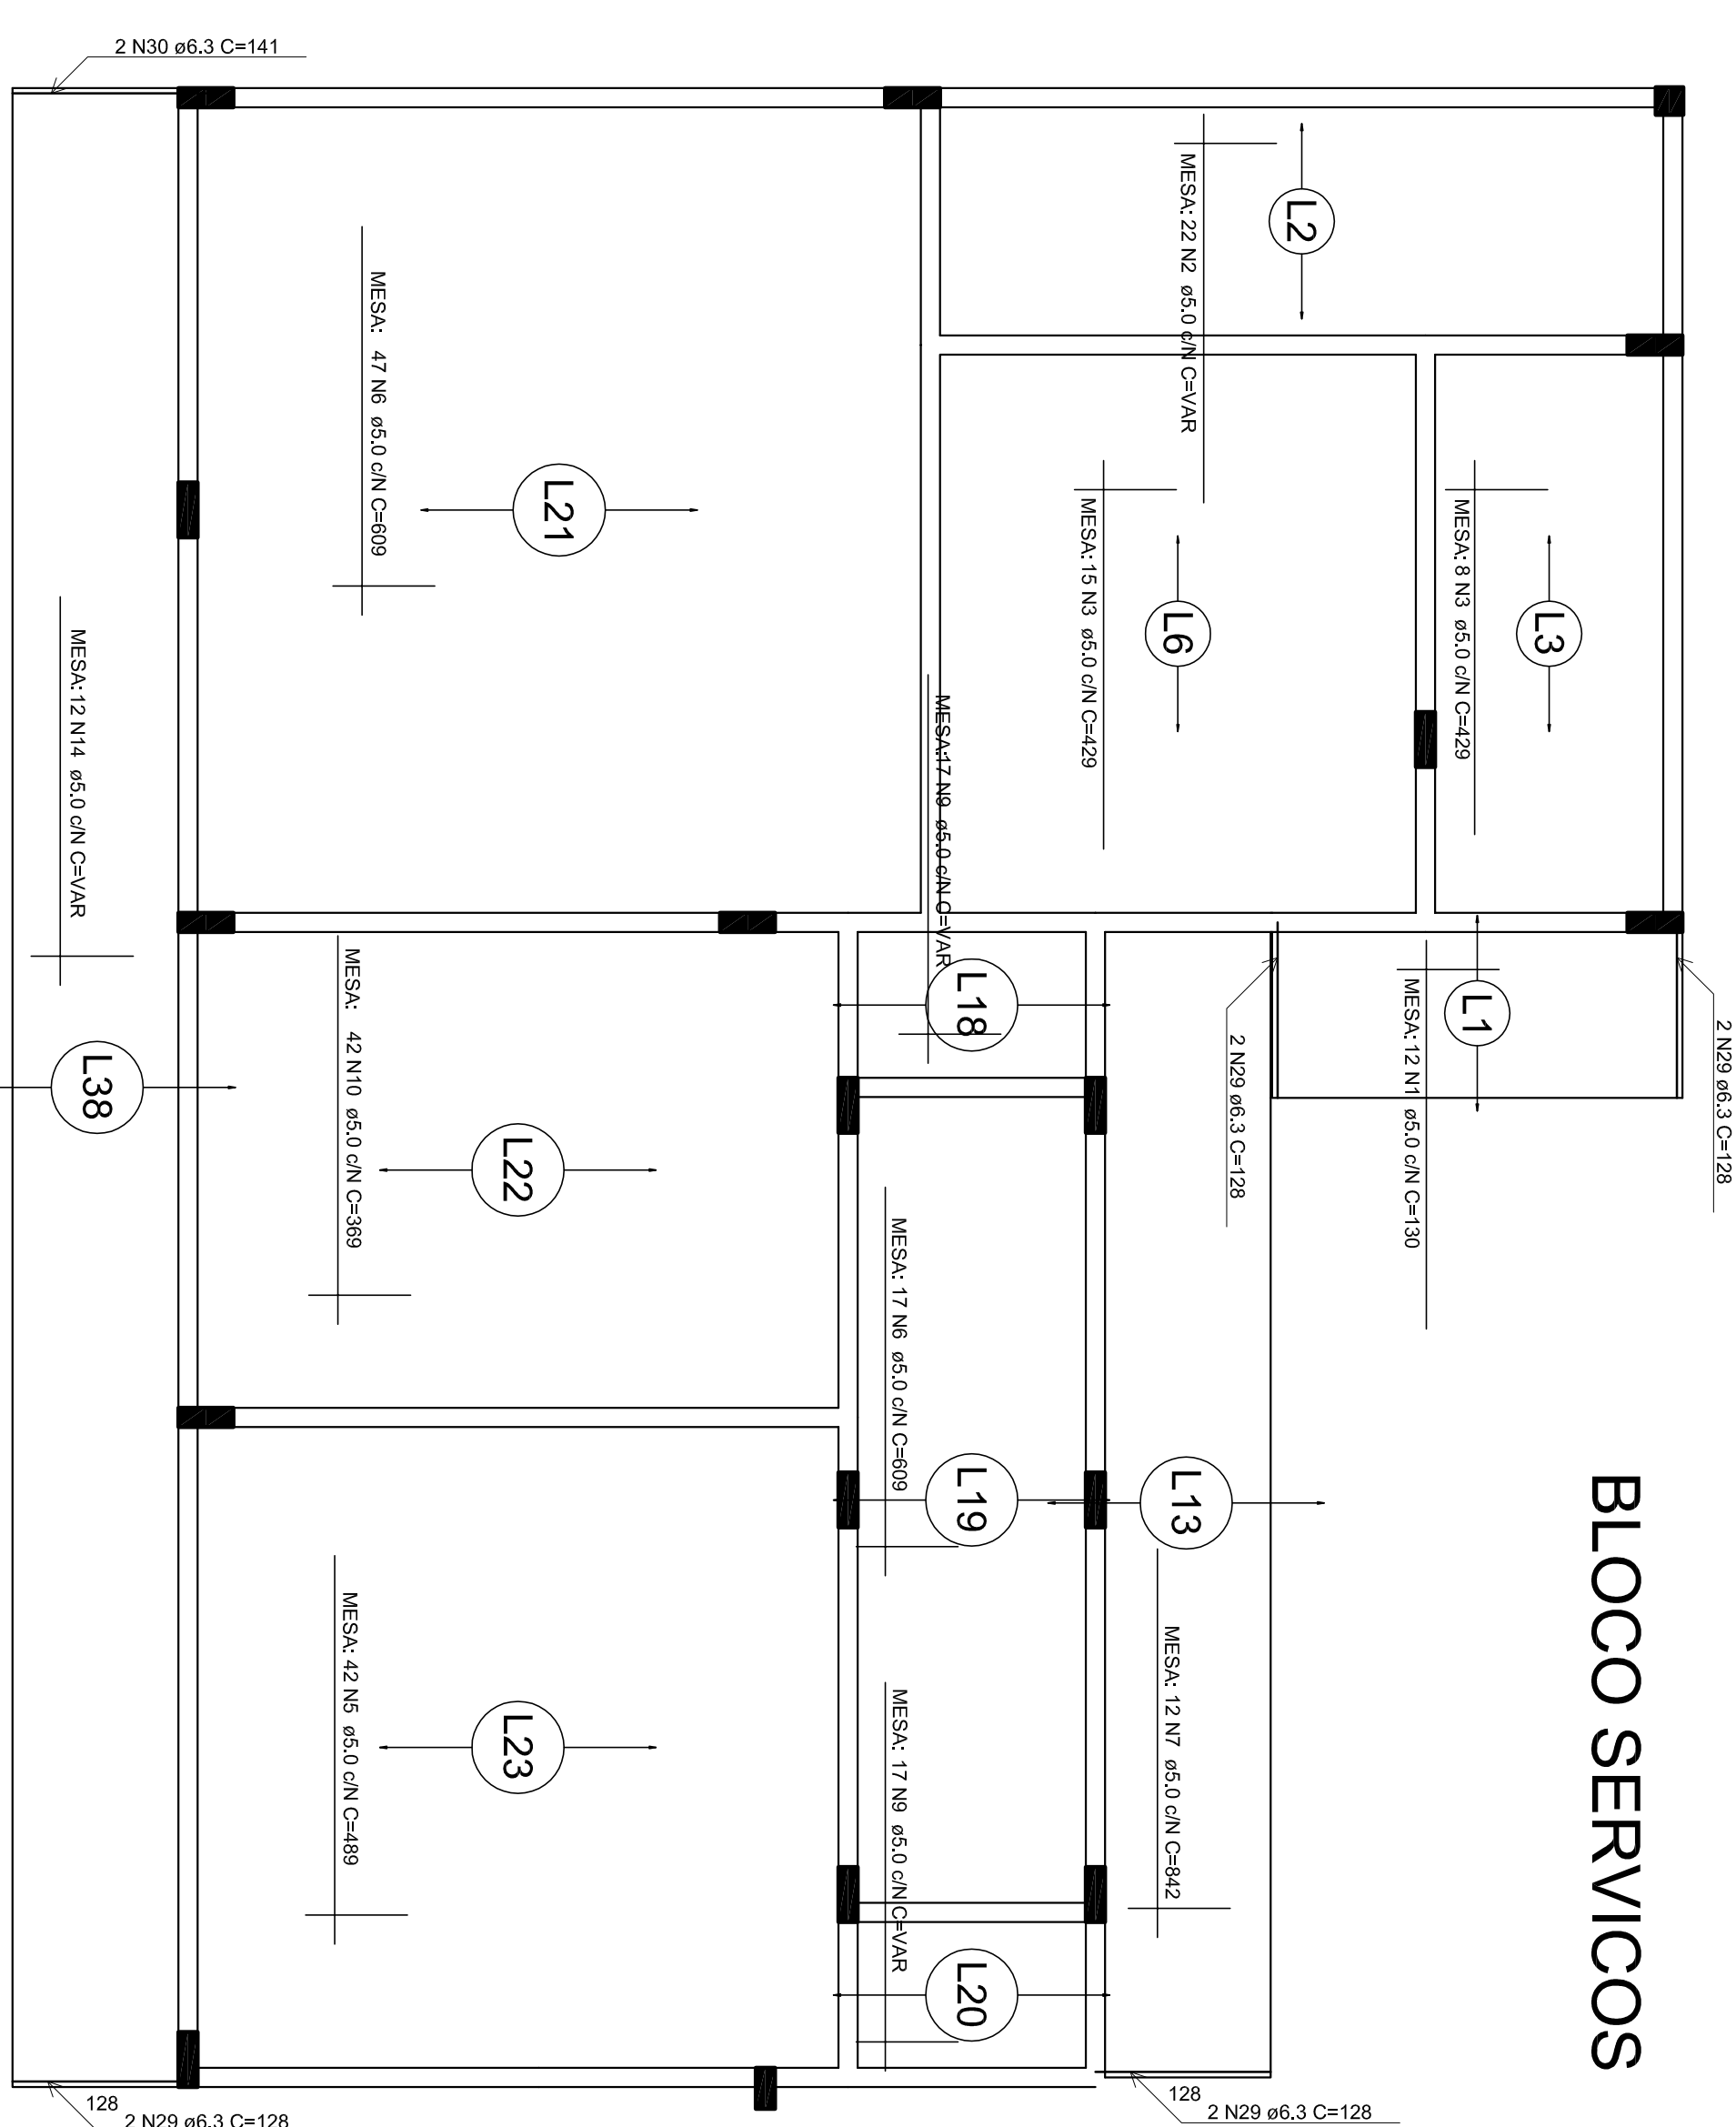 2 N30 ø6.3 C=141
L2
MESA: 22 N2 ø5.0 c/N C=VAR
L21
MESA: 47 N6 ø5.0 c/N C=609
L6
MESA: 15 N3 ø5.0 c/N C=429
L3
MESA: 8 N3 ø5.0 c/N C=429
MESA:17 N9 ø5.0 c/N C=VAR
L18
MESA: 12 N14 ø5.0 c/N C=VAR
L38
MESA: 42 N10 ø5.0 c/N C=369
L22
L1
MESA: 12 N1 ø5.0 c/N C=130
2 N29 ø6.3 C=128
2 N29 ø6.3 C=128
MESA: 17 N6 ø5.0 c/N C=609
L19
L13
MESA: 12 N7 ø5.0 c/N C=842
BLOCO SERVICOS
MESA: 42 N5 ø5.0 c/N C=489
L23
MESA: 17 N9 ø5.0 c/N C=VAR
L20
128
2 N29 ø6.3 C=128
128
2 N29 ø6.3 C=128